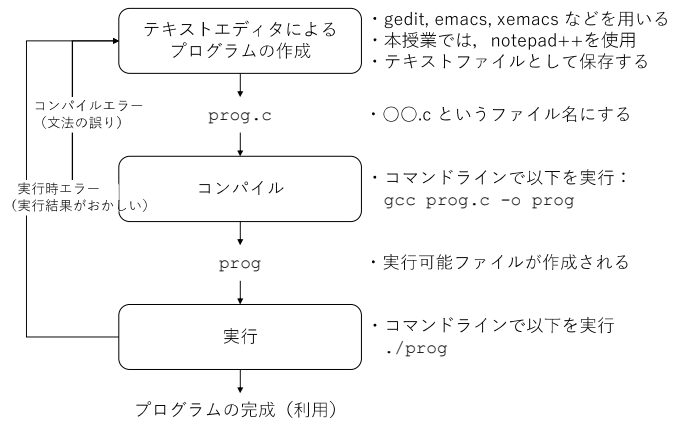 テキストエディタによる
プログラムの作成
・gedit, emacs, xemacs などを用いる
・本授業では，notepad++を使用
・テキストファイルとして保存する
コンパイルエラー
（文法の誤り）
prog.c
・〇〇.c というファイル名にする
実行時エラー
（実行結果がおかしい）
コンパイル
・コマンドラインで以下を実行：
gcc prog.c -o prog
prog
・実行可能ファイルが作成される
実行
・コマンドラインで以下を実行
./prog
プログラムの完成（利用）